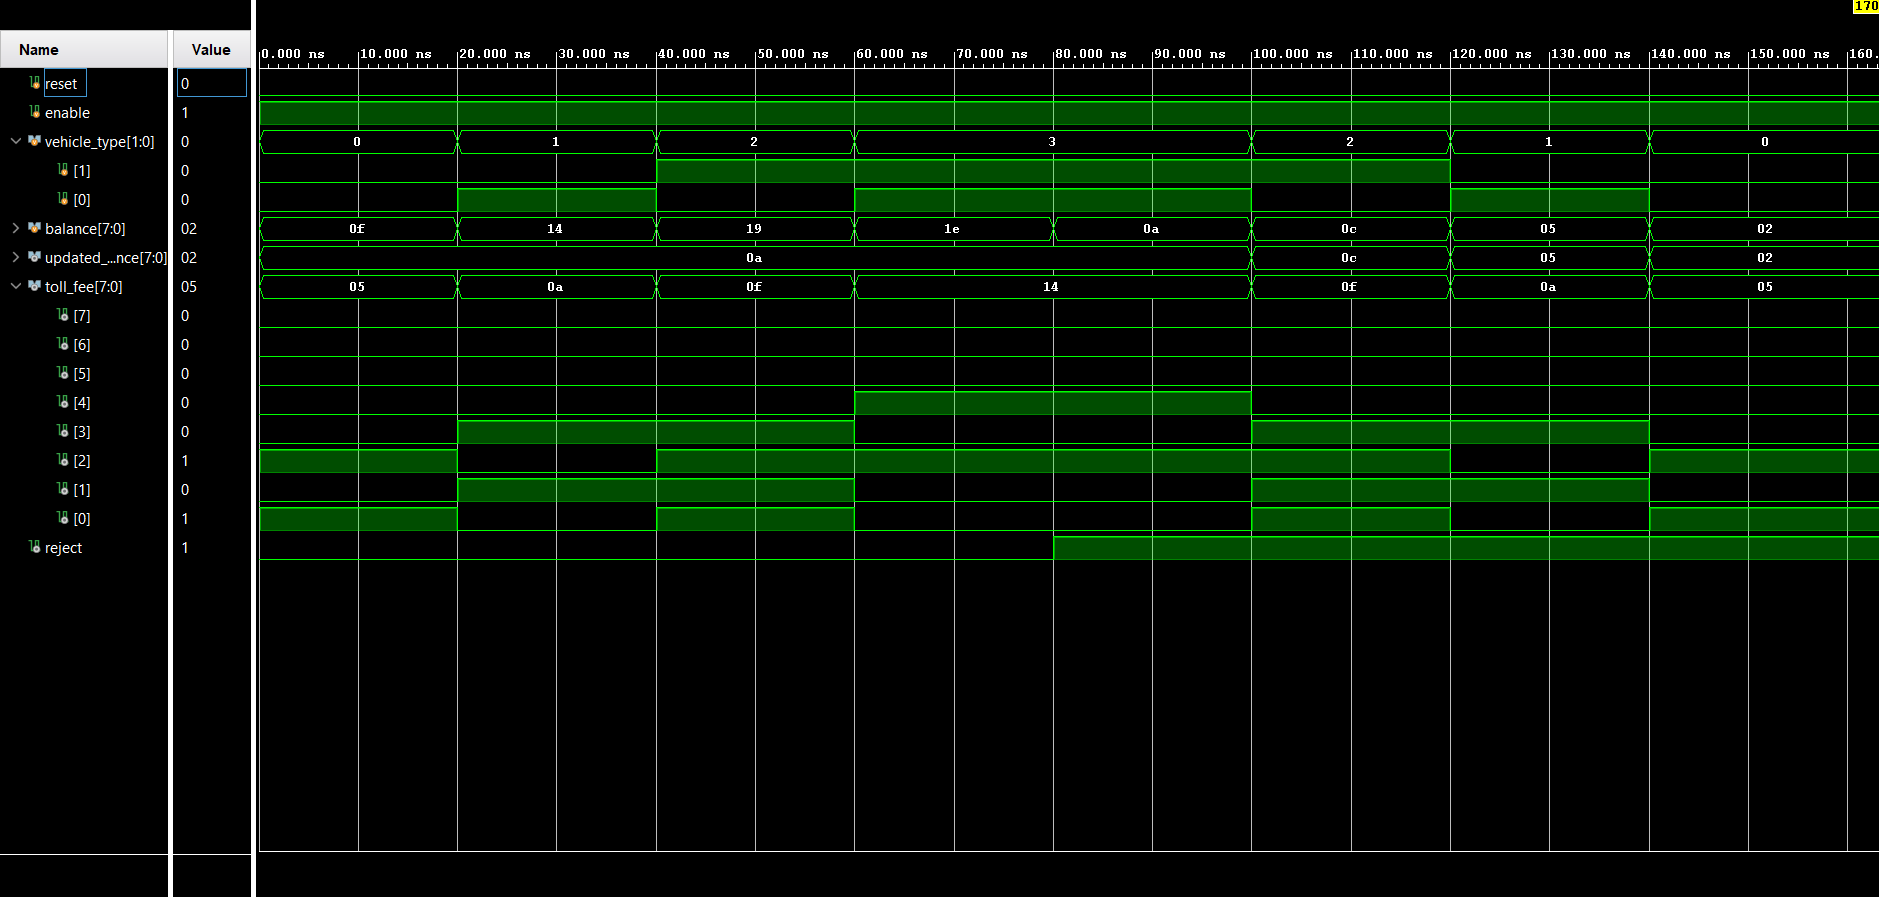 170
Name Value
0.000 ns 10.000 ns 20.000 ns 30.000 ns 40.000 ns 50.000 ns 60.000 ns 70.000 ns 80.000 ns 90.000 ns 100.000 ns 110.000 ns 120.000 ns 130.000 ns 140.000 ns 150.000 ns 160.
reset 0
enable 1
vehicle_type[1:0] 0 0 1 2 3 2 1 0
[1] 0
[0] 0
balance[7:0] 02 0f 14 19 1e 0a 0c 05 02
updated_...nce[7:0] 02 0a 0c 05 02
toll_fee[7:0] 05 05 0a 0f 14 0f 0a 05
[7] 0
[6] 0
[5] 0
[4] 0
[3] 0
[2] 1
[1] 0
[0] 1
reject 1